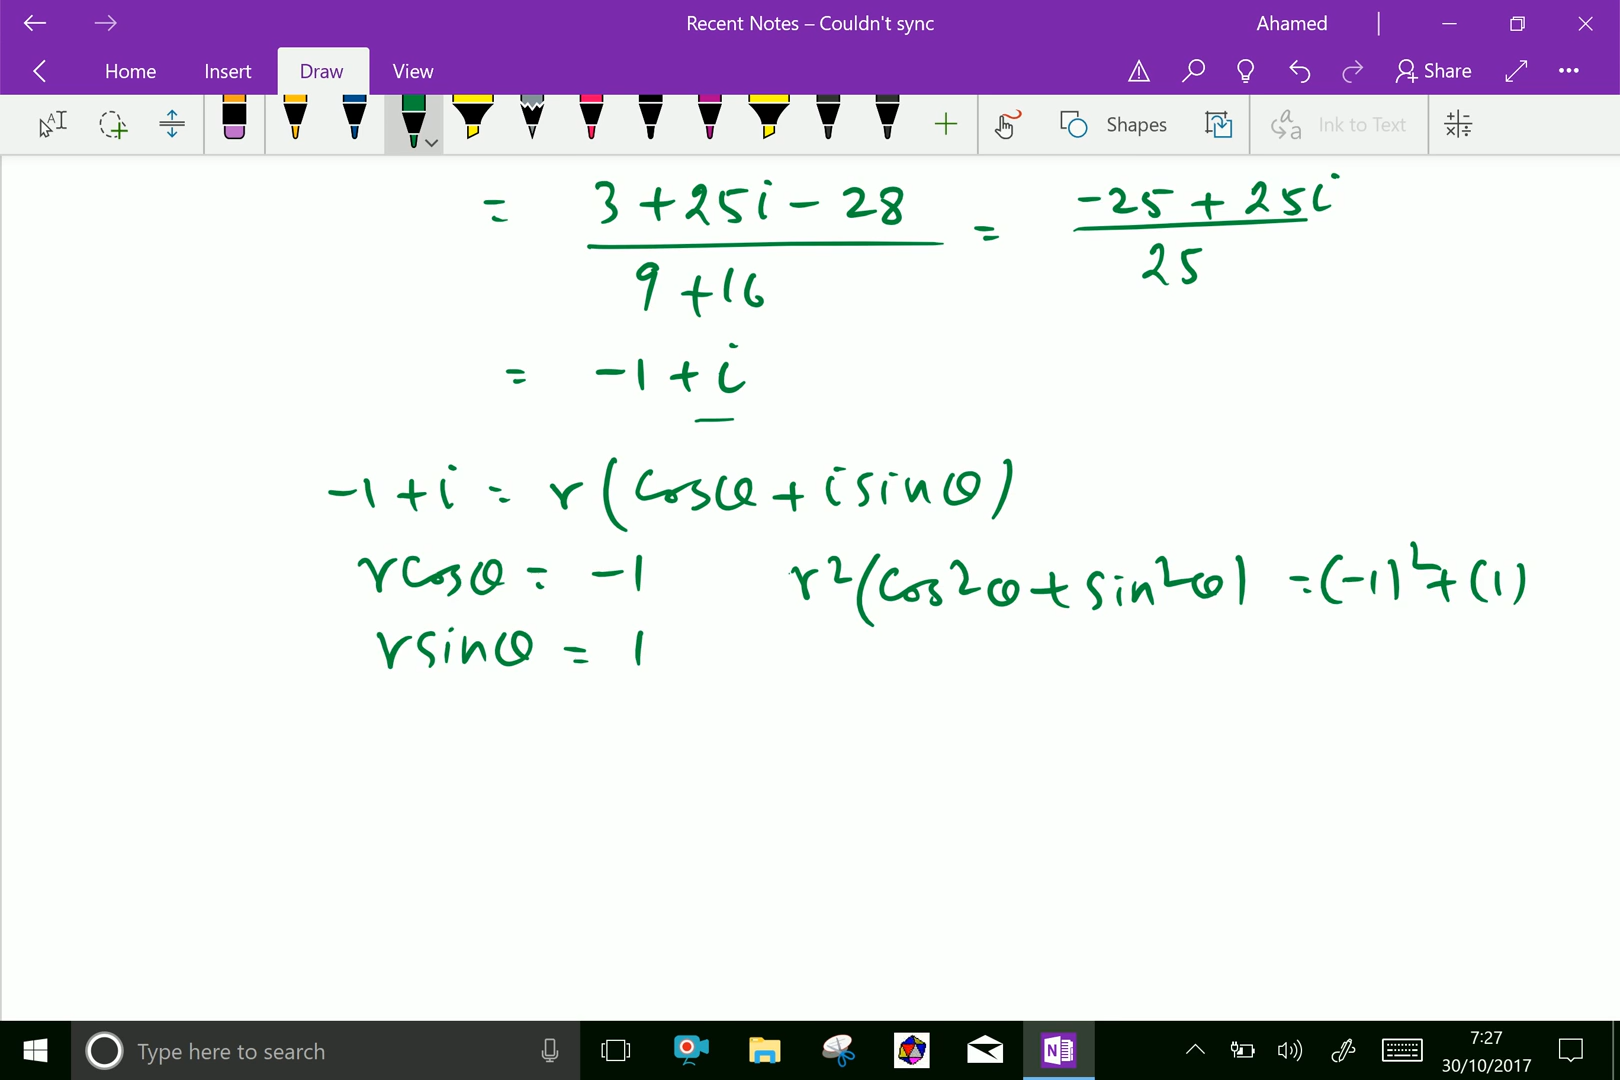 Recent Notes – Couldn't sync
Ahamed
Home Insert Draw View
Share
Shapes
Ink to Text
= 3 + 25i − 28 / 9 + 16 = −25 + 25i / 25
= −1 + i
−1 + i = r (cosθ + i sinθ)
r cosθ = −1 r²(cos²θ + sin²θ) = (−1)² + (1)
r sinθ = 1
Type here to search
7:27
30/10/2017